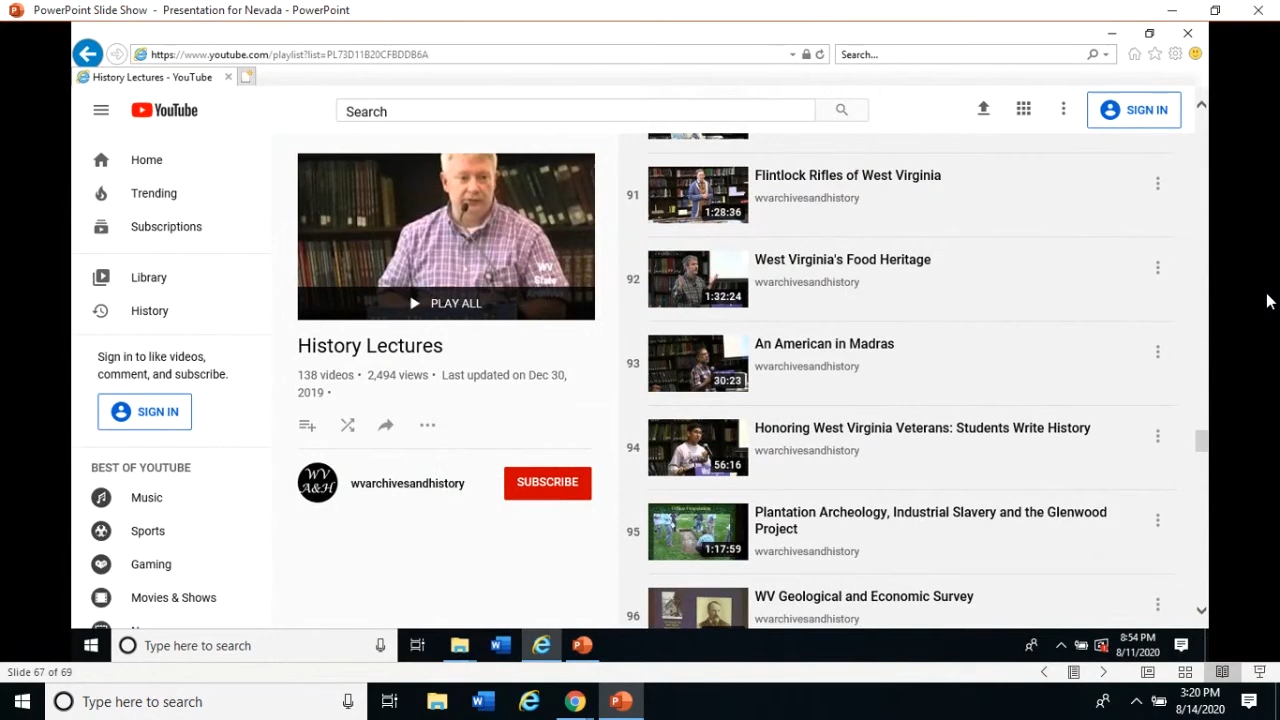 PowerPoint Slide Show - Presentation for Nevada - PowerPoint
https://www.youtube.com/playlist?list=PL73D11B20CFBDDB6A
Search...
History Lectures - YouTube
YouTube
Search
SIGN IN
Home
Trending
Subscriptions
Library
History
Sign in to like videos,
comment, and subscribe.
SIGN IN
BEST OF YOUTUBE
Music
Sports
Gaming
Movies & Shows
WV
PLAY ALL
History Lectures
138 videos • 2,494 views • Last updated on Dec 30,
2019 •
WV
A&H
wvarchivesandhistory
SUBSCRIBE
91
1:28:36
Flintlock Rifles of West Virginia
wvarchivesandhistory
92
1:32:24
West Virginia's Food Heritage
wvarchivesandhistory
93
30:23
An American in Madras
wvarchivesandhistory
94
56:16
Honoring West Virginia Veterans: Students Write History
wvarchivesandhistory
95
1:17:59
Plantation Archeology, Industrial Slavery and the Glenwood
Project
wvarchivesandhistory
96
WV Geological and Economic Survey
wvarchivesandhistory
Type here to search
8:54 PM
8/11/2020
Slide 67 of 69
Type here to search
3:20 PM
8/14/2020